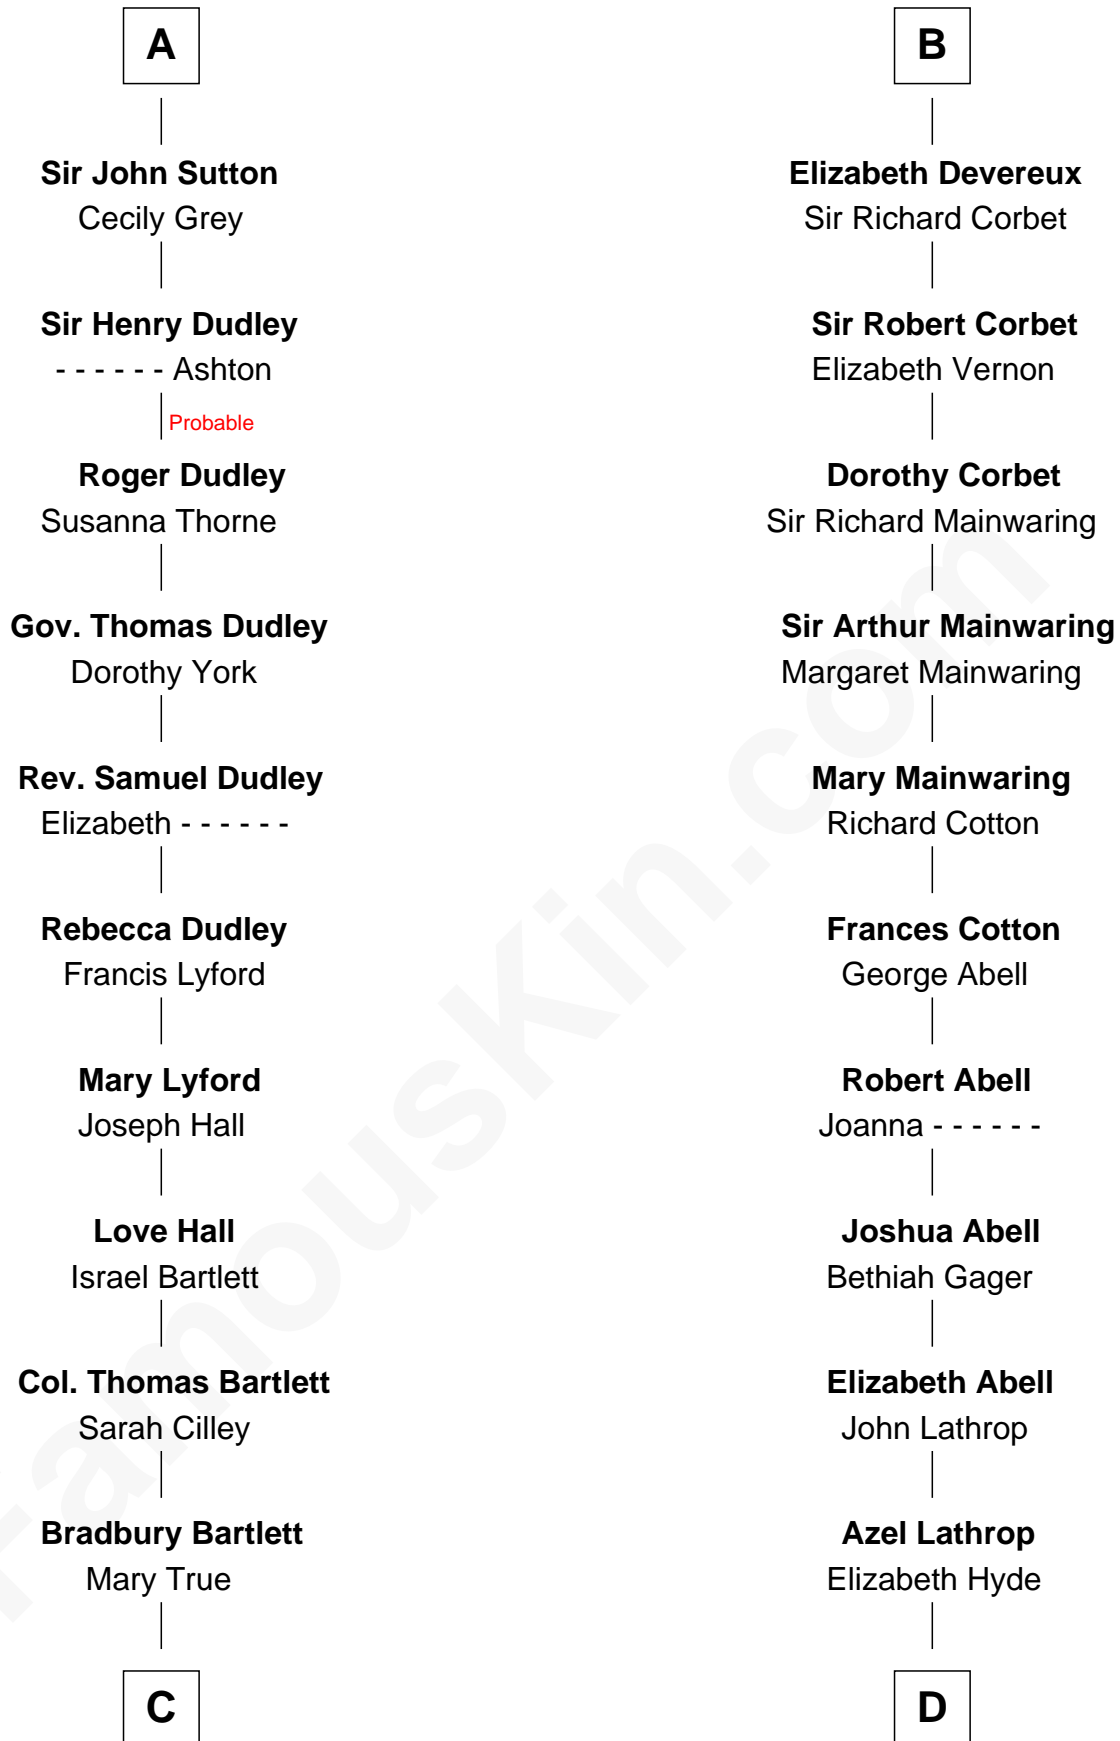 A
Sir John Sutton
Cecily Grey
Sir Henry Dudley
- - - - - - Ashton
Probable
Roger Dudley
Susanna Thorne
Gov. Thomas Dudley
Dorothy York
Rev. Samuel Dudley
Elizabeth - - - - - -
Rebecca Dudley
Francis Lyford
Mary Lyford
Joseph Hall
Love Hall
Israel Bartlett
Col. Thomas Bartlett
Sarah Cilley
Bradbury Bartlett
Mary True
C
B
Elizabeth Devereux
Sir Richard Corbet
Sir Robert Corbet
Elizabeth Vernon
Dorothy Corbet
Sir Richard Mainwaring
Sir Arthur Mainwaring
Margaret Mainwaring
Mary Mainwaring
Richard Cotton
Frances Cotton
George Abell
Robert Abell
Joanna - - - - - -
Joshua Abell
Bethiah Gager
Elizabeth Abell
John Lathrop
Azel Lathrop
Elizabeth Hyde
D
FamousKin.com